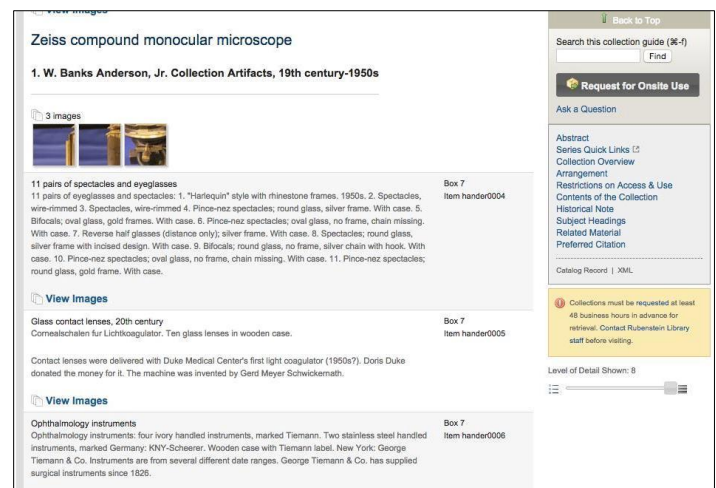 View Images
Zeiss compound monocular microscope
1. W. Banks Anderson, Jr. Collection Artifacts, 19th century-1950s
3 images
11 pairs of spectacles and eyeglasses
Box 7
11 pairs of eyeglasses and spectacles: 1. "Harlequin" style with rhinestone frames. 1950s. 2. Spectacles,
Item hander0004
wire-rimmed 3. Spectacles, wire-rimmed 4. Pince-nez spectacles; round glass, silver frame. With case. 5.
Bifocals; oval glass, gold frames. With case. 6. Pince-nez spectacles; oval glass, no frame, chain missing.
With case. 7. Reverse half glasses (distance only); silver frame. With case. 8. Spectacles; round glass,
silver frame with incised design. With case. 9. Bifocals; round glass, no frame, silver chain with hook. With
case. 10. Pince-nez spectacles; oval glass, no frame, chain missing. With case. 11. Pince-nez spectacles;
round glass, gold frame. With case.
View Images
Glass contact lenses, 20th century
Box 7
Cornealschalen fur Lichtkoagulator. Ten glass lenses in wooden case.
Item hander0005
Contact lenses were delivered with Duke Medical Center's first light coagulator (1950s?). Doris Duke
donated the money for it. The machine was invented by Gerd Meyer Schwickernath.
View Images
Ophthalmology instruments
Box 7
Ophthalmology instruments: four ivory handled instruments, marked Tiemann. Two stainless steel handled
Item hander0006
instruments, marked Germany: KNY-Scheerer. Wooden case with Tiemann label. New York: George
Tiemann & Co. Instruments are from several different date ranges. George Tiemann & Co. has supplied
surgical instruments since 1826.
Back to Top
Search this collection guide (⌘-f)
Find
Request for Onsite Use
Ask a Question
Abstract
Series Quick Links
Collection Overview
Arrangement
Restrictions on Access & Use
Contents of the Collection
Historical Note
Subject Headings
Related Material
Preferred Citation
Catalog Record | XML
Collections must be requested at least
48 business hours in advance for
retrieval. Contact Rubenstein Library
staff before visiting.
Level of Detail Shown: 8